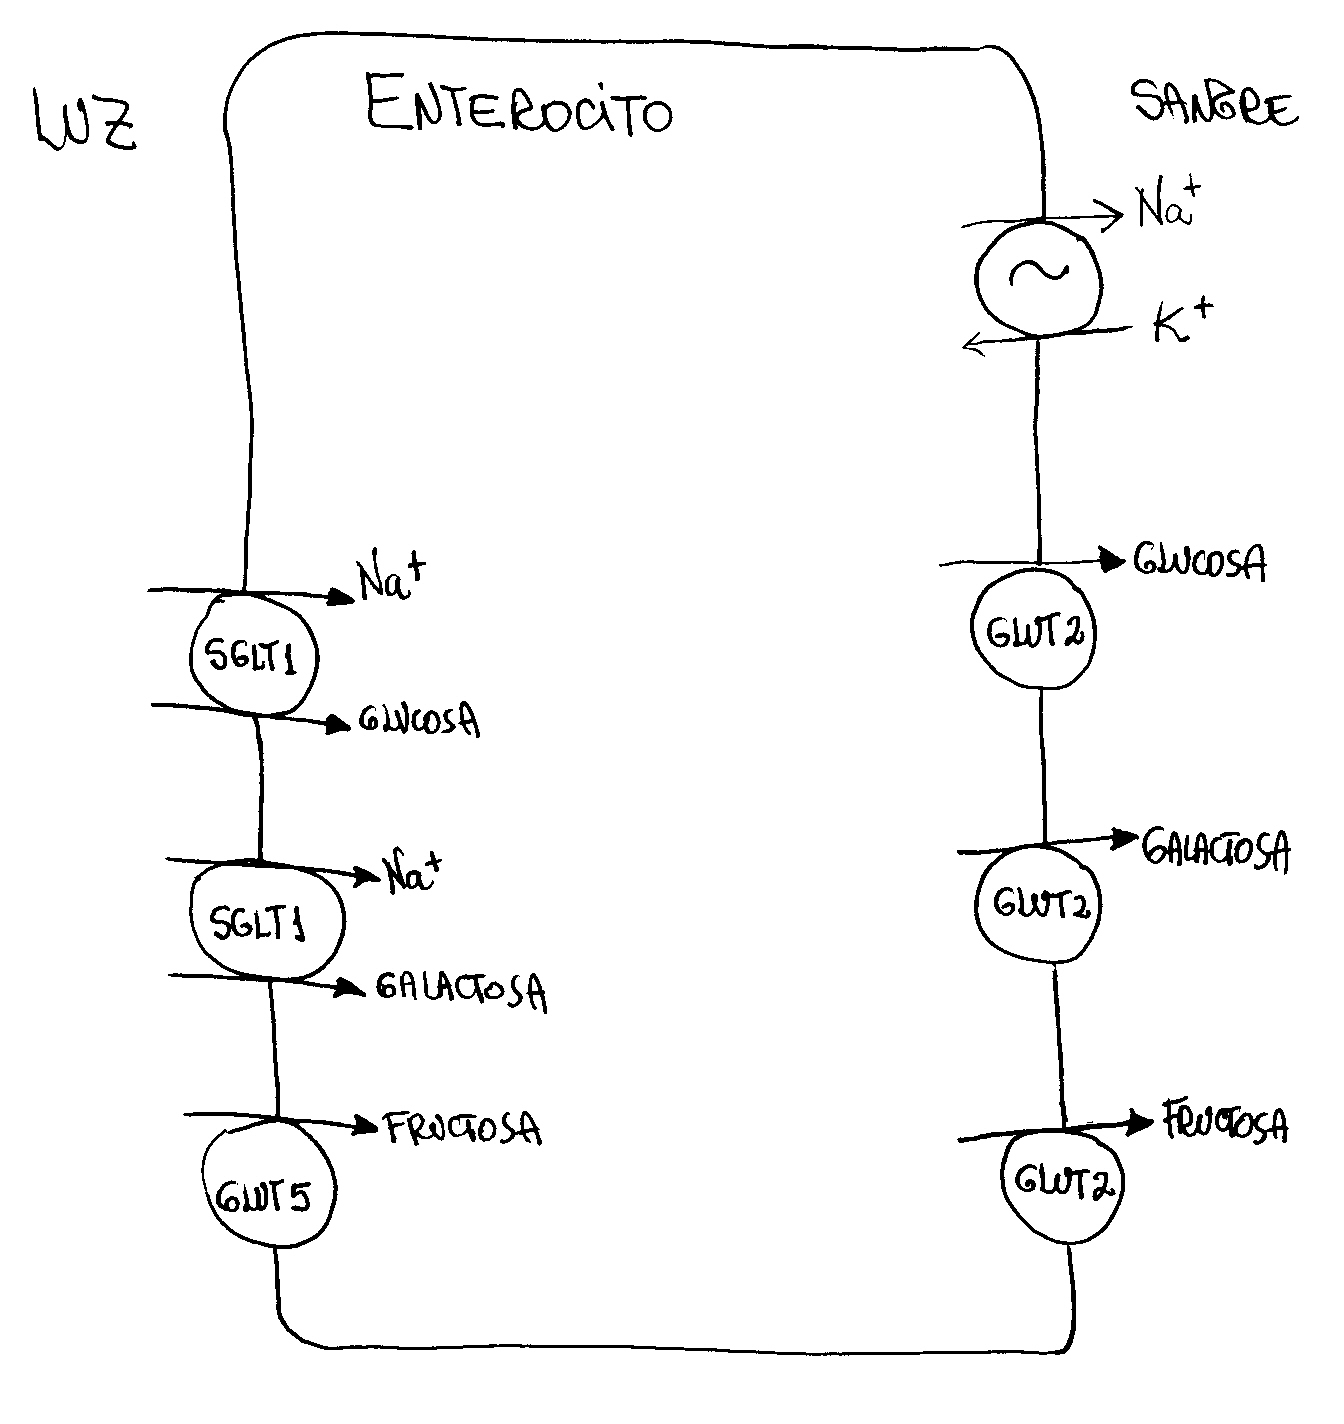 LUZ
ENTEROCITO
SANGRE
Na+
~
K+
Na+
SGLT1
GLUCOSA
GLUCOSA
GLUT2
Na+
SGLT1
GALACTOSA
GALACTOSA
GLUT2
FRUCTOSA
GLUT5
FRUCTOSA
GLUT2